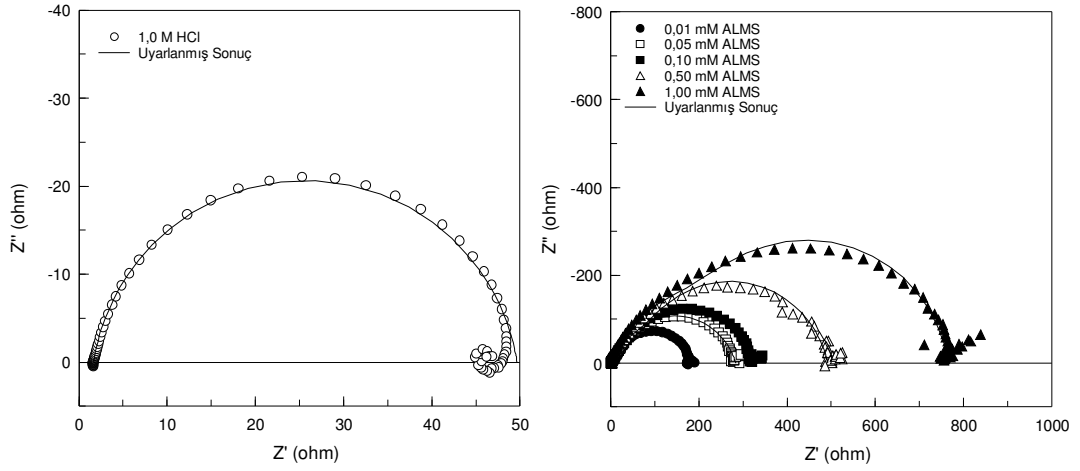 -40
-30
-20
-10
0
0 10 20 30 40 50
Z'' (ohm)
Z' (ohm)
1,0 M HCl
Uyarlanmış Sonuç
-800
-600
-400
-200
0
0 200 400 600 800 1000
Z'' (ohm)
Z' (ohm)
0,01 mM ALMS
0,05 mM ALMS
0,10 mM ALMS
0,50 mM ALMS
1,00 mM ALMS
Uyarlanmış Sonuç